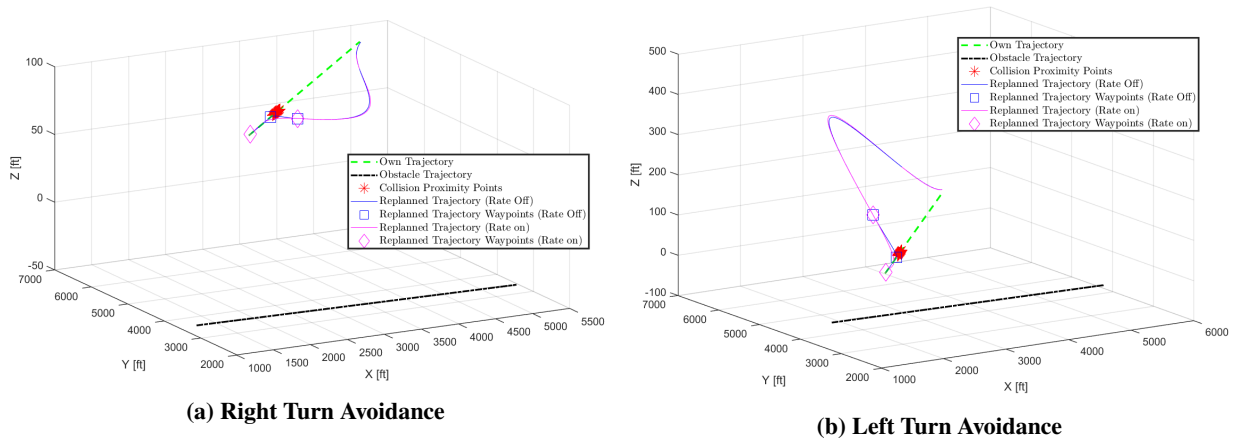 100
50
0
-50
Z [ft]
7000
6000
5000
4000
3000
2000
Y [ft]
1000
1500
2000
2500
3000
3500
4000
4500
5000
5500
X [ft]
Own Trajectory
Obstacle Trajectory
Collision Proximity Points
Replanned Trajectory (Rate Off)
Replanned Trajectory Waypoints (Rate Off)
Replanned Trajectory (Rate on)
Replanned Trajectory Waypoints (Rate on)
(a) Right Turn Avoidance
500
400
300
200
100
0
-100
Z [ft]
7000
6000
5000
4000
3000
2000
Y [ft]
1000
2000
3000
4000
5000
6000
X [ft]
Own Trajectory
Obstacle Trajectory
Collision Proximity Points
Replanned Trajectory (Rate Off)
Replanned Trajectory Waypoints (Rate Off)
Replanned Trajectory (Rate on)
Replanned Trajectory Waypoints (Rate on)
(b) Left Turn Avoidance